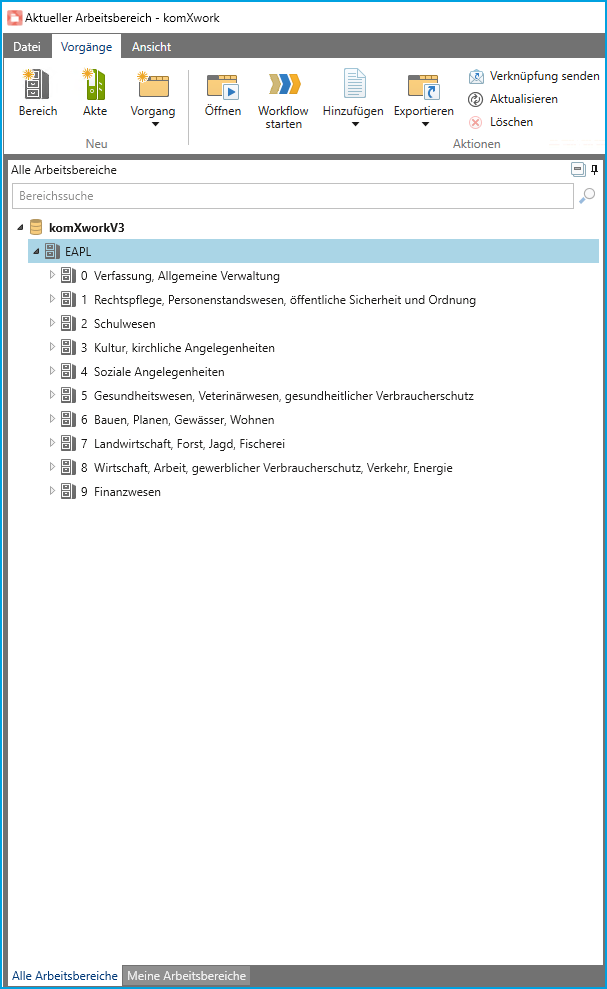 Aktueller Arbeitsbereich - komXwork
Datei Vorgänge Ansicht
Bereich Akte Vorgang Öffnen Workflow starten Hinzufügen Exportieren
Verknüpfung senden
Aktualisieren
Löschen
Neu Aktionen
Alle Arbeitsbereiche
Bereichssuche
komXworkV3
EAPL
0 Verfassung, Allgemeine Verwaltung
1 Rechtspflege, Personenstandswesen, öffentliche Sicherheit und Ordnung
2 Schulwesen
3 Kultur, kirchliche Angelegenheiten
4 Soziale Angelegenheiten
5 Gesundheitswesen, Veterinärwesen, gesundheitlicher Verbraucherschutz
6 Bauen, Planen, Gewässer, Wohnen
7 Landwirtschaft, Forst, Jagd, Fischerei
8 Wirtschaft, Arbeit, gewerblicher Verbraucherschutz, Verkehr, Energie
9 Finanzwesen
Alle Arbeitsbereiche Meine Arbeitsbereiche